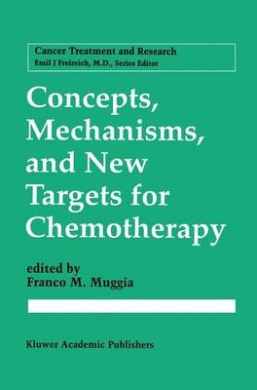 Cancer Treatment and Research
Emil J Freireich, M.D., Series Editor
Concepts,
Mechanisms,
and New
Targets for
Chemotherapy
edited by
Franco M. Muggia
Kluwer Academic Publishers